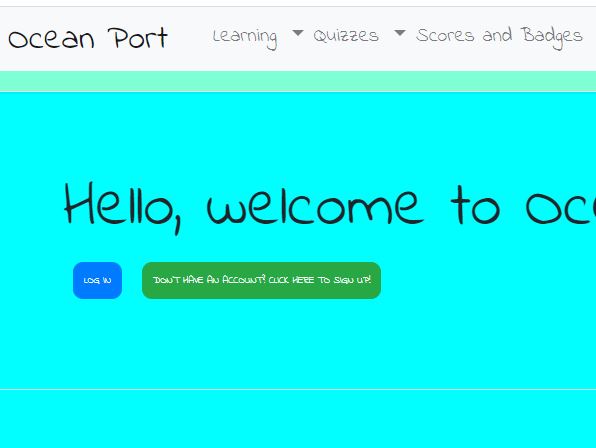 Ocean Port Learning Quizzes Scores and Badges
Hello, welcome to Oc
LOG IN DON'T HAVE AN ACCOUNT? CLICK HERE TO SIGN UP!